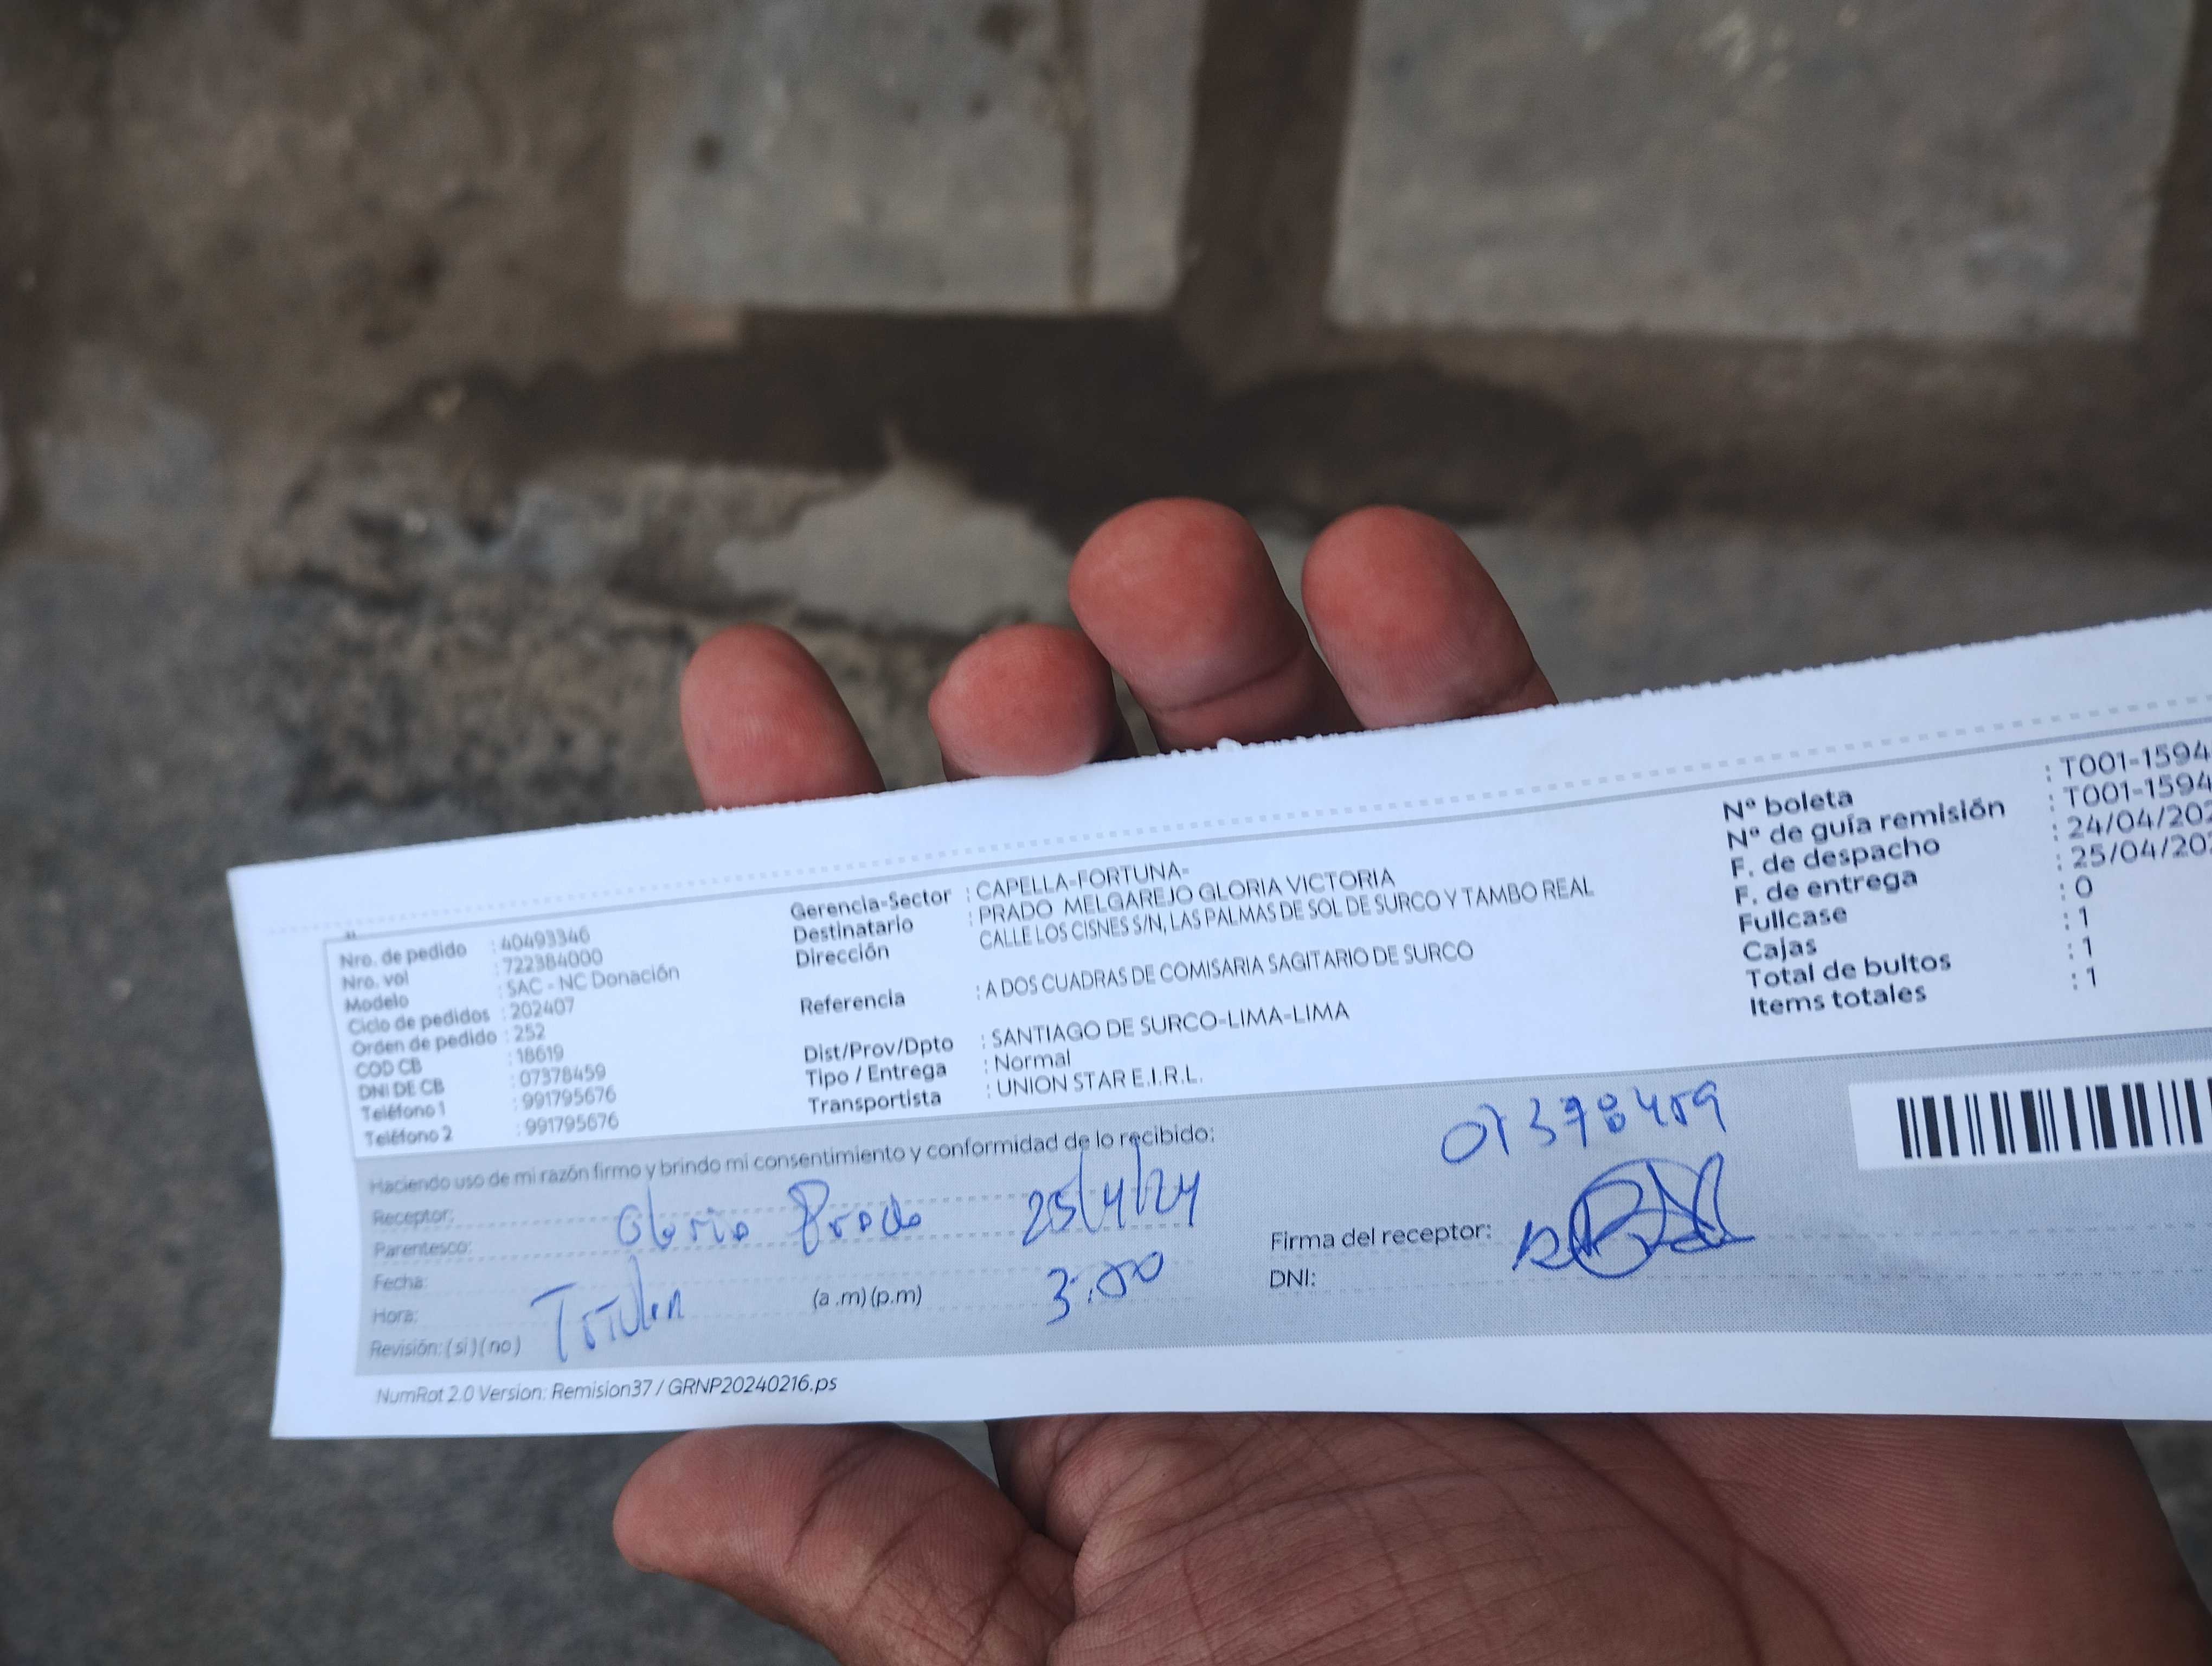 Nro. de pedido : 40493346
Nro. vol : 722384000
Modelo : SAC - NC Donación
Ciclo de pedidos : 202407
Orden de pedido : 252
COD CB : 18619
DNI DE CB : 07378459
Teléfono 1 : 991795676
Teléfono 2 : 991795676
Gerencia-Sector : CAPELLA-FORTUNA-
Destinatario : PRADO MELGAREJO GLORIA VICTORIA
Dirección CALLE LOS CISNES S/N, LAS PALMAS DE SOL DE SURCO Y TAMBO REAL
Referencia : A DOS CUADRAS DE COMISARIA SAGITARIO DE SURCO
Dist/Prov/Dpto : SANTIAGO DE SURCO-LIMA-LIMA
Tipo / Entrega : Normal
Transportista : UNION STAR E.I.R.L.
N° boleta : T001-1594
N° de guía remisión : T001-1594
F. de despacho : 24/04/202
F. de entrega : 25/04/202
Fullcase : 0
Cajas : 1
Total de bultos : 1
Items totales : 1
Haciendo uso de mi razón firmo y brindo mi consentimiento y conformidad de lo recibido:
07378459
Receptor: Gloria Prado 25/4/24
Parentesco:
Fecha:
Hora: Titular (a .m) (p.m) 3:00
Revisión: ( si ) ( no )
Firma del receptor:
DNI:
NumRot 2.0 Version: Remision37 / GRNP20240216.ps